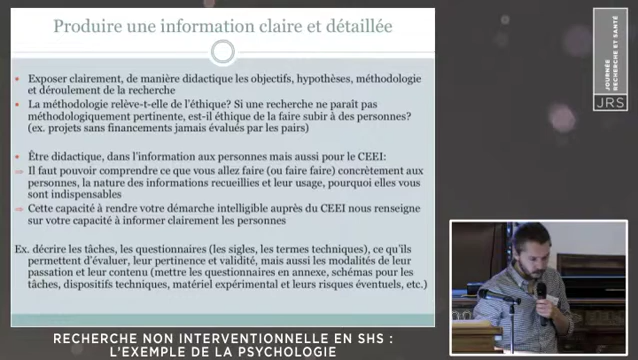 Produire une information claire et détaillée
• Exposer clairement, de manière didactique les objectifs, hypothèses, méthodologie
et déroulement de la recherche
• La méthodologie relève-t-elle de l'éthique? Si une recherche ne paraît pas
méthodologiquement pertinente, est-il éthique de la faire subir à des personnes?
(ex. projets sans financements jamais évalués par les pairs)
• Être didactique, dans l'information aux personnes mais aussi pour le CEEI:
⇒ Il faut pouvoir comprendre ce que vous allez faire (ou faire faire) concrètement aux
personnes, la nature des informations recueillies et leur usage, pourquoi elles vous
sont indispensables
⇒ Cette capacité à rendre votre démarche intelligible auprès du CEEI nous renseigne
sur votre capacité à informer clairement les personnes
Ex. décrire les tâches, les questionnaires (les sigles, les termes techniques), ce qu'ils
permettent d'évaluer, leur pertinence et validité, mais aussi les modalités de leur
passation et leur contenu (mettre les questionnaires en annexe, schémas pour les
tâches, dispositifs techniques, matériel expérimental et leurs risques éventuels, etc.)
JOURNÉE
RECHERCHE ET SANTÉ
JRS
RECHERCHE NON INTERVENTIONNELLE EN SHS :
L'EXEMPLE DE LA PSYCHOLOGIE